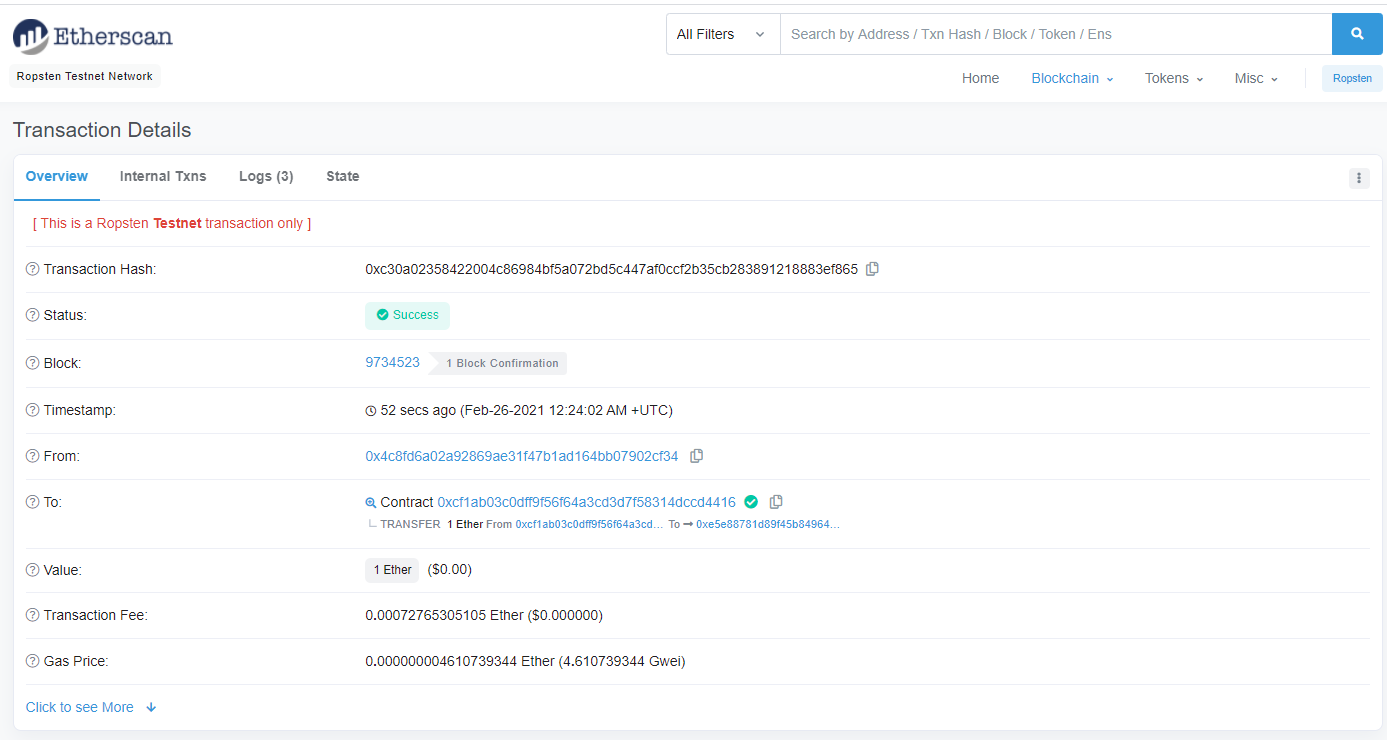 Etherscan
All Filters
Search by Address / Txn Hash / Block / Token / Ens
Ropsten Testnet Network
Home Blockchain Tokens Misc Ropsten
Transaction Details
Overview Internal Txns Logs (3) State
[ This is a Ropsten Testnet transaction only ]
Transaction Hash: 0xc30a02358422004c86984bf5a072bd5c447af0ccf2b35cb283891218883ef865
Status: Success
Block: 9734523 1 Block Confirmation
Timestamp: 52 secs ago (Feb-26-2021 12:24:02 AM +UTC)
From: 0x4c8fd6a02a92869ae31f47b1ad164bb07902cf34
To: Contract 0xcf1ab03c0dff9f56f64a3cd3d7f58314dccd4416
TRANSFER 1 Ether From 0xcf1ab03c0dff9f56f64a3cd... To → 0xe5e88781d89f45b84964...
Value: 1 Ether ($0.00)
Transaction Fee: 0.00072765305105 Ether ($0.000000)
Gas Price: 0.000000004610739344 Ether (4.610739344 Gwei)
Click to see More ↓